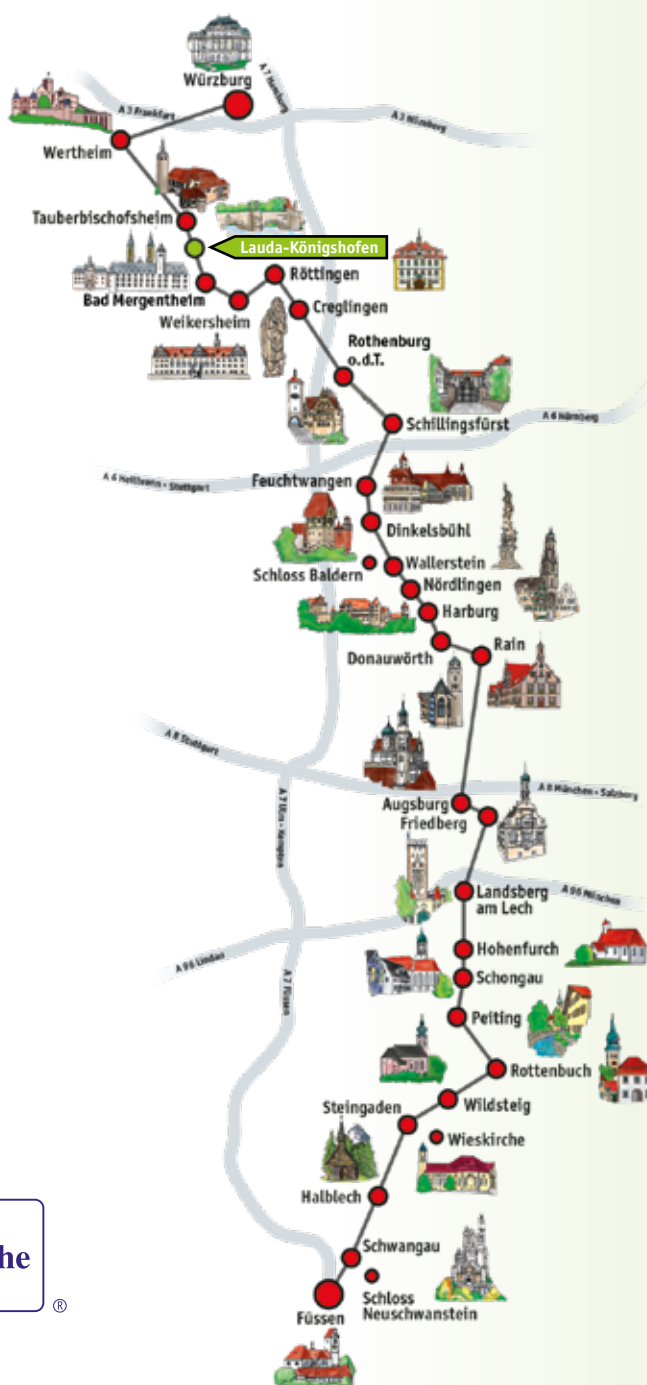 Würzburg
A 7 Hamburg
A 3 Frankfurt
A 3 Nürnberg
Wertheim
Tauberbischofsheim
Lauda-Königshofen
Röttingen
Bad Mergentheim
Creglingen
Weikersheim
Rothenburg
o.d.T.
Schillingsfürst
A 6 Nürnberg
A 6 Heilbronn - Stuttgart
Feuchtwangen
Dinkelsbühl
Wallerstein
Schloss Baldern
Nördlingen
Harburg
Donauwörth
Rain
A 8 Stuttgart
A 8 München - Salzburg
A 7 Ulm - Kempten
Augsburg
Friedberg
Landsberg
am Lech
A 96 München
A 96 Lindau
A 7 Füssen
Hohenfurch
Schongau
Peiting
Rottenbuch
Wildsteig
Steingaden
Wieskirche
Halblech
Schwangau
Schloss
Neuschwanstein
Füssen
he
®